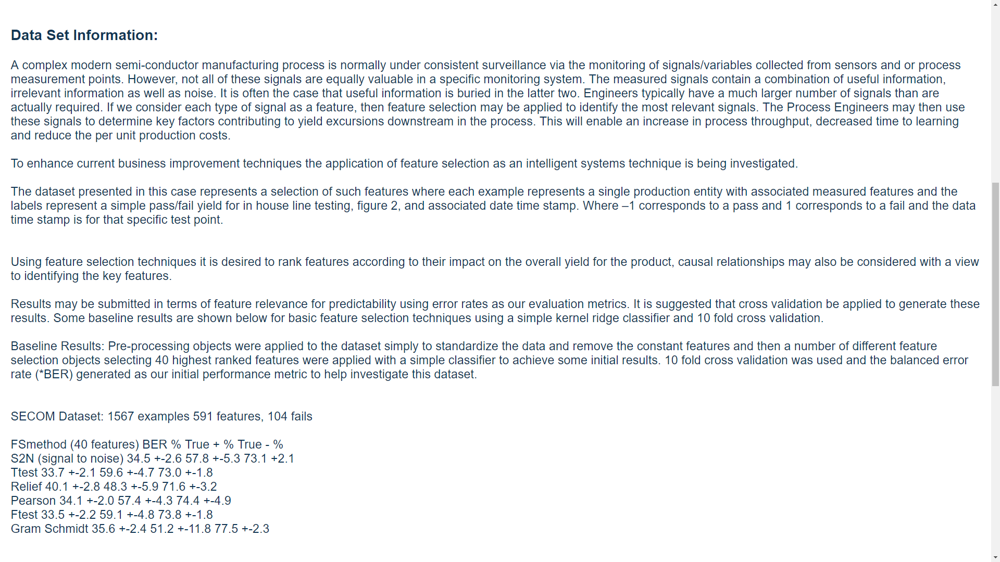 Data Set Information:
A complex modern semi-conductor manufacturing process is normally under consistent surveillance via the monitoring of signals/variables collected from sensors and or process
measurement points. However, not all of these signals are equally valuable in a specific monitoring system. The measured signals contain a combination of useful information,
irrelevant information as well as noise. It is often the case that useful information is buried in the latter two. Engineers typically have a much larger number of signals than are
actually required. If we consider each type of signal as a feature, then feature selection may be applied to identify the most relevant signals. The Process Engineers may then use
these signals to determine key factors contributing to yield excursions downstream in the process. This will enable an increase in process throughput, decreased time to learning
and reduce the per unit production costs.
To enhance current business improvement techniques the application of feature selection as an intelligent systems technique is being investigated.
The dataset presented in this case represents a selection of such features where each example represents a single production entity with associated measured features and the
labels represent a simple pass/fail yield for in house line testing, figure 2, and associated date time stamp. Where –1 corresponds to a pass and 1 corresponds to a fail and the data
time stamp is for that specific test point.
Using feature selection techniques it is desired to rank features according to their impact on the overall yield for the product, causal relationships may also be considered with a view
to identifying the key features.
Results may be submitted in terms of feature relevance for predictability using error rates as our evaluation metrics. It is suggested that cross validation be applied to generate these
results. Some baseline results are shown below for basic feature selection techniques using a simple kernel ridge classifier and 10 fold cross validation.
Baseline Results: Pre-processing objects were applied to the dataset simply to standardize the data and remove the constant features and then a number of different feature
selection objects selecting 40 highest ranked features were applied with a simple classifier to achieve some initial results. 10 fold cross validation was used and the balanced error
rate (*BER) generated as our initial performance metric to help investigate this dataset.
SECOM Dataset: 1567 examples 591 features, 104 fails
FSmethod (40 features) BER % True + % True - %
S2N (signal to noise) 34.5 +-2.6 57.8 +-5.3 73.1 +2.1
Ttest 33.7 +-2.1 59.6 +-4.7 73.0 +-1.8
Relief 40.1 +-2.8 48.3 +-5.9 71.6 +-3.2
Pearson 34.1 +-2.0 57.4 +-4.3 74.4 +-4.9
Ftest 33.5 +-2.2 59.1 +-4.8 73.8 +-1.8
Gram Schmidt 35.6 +-2.4 51.2 +-11.8 77.5 +-2.3